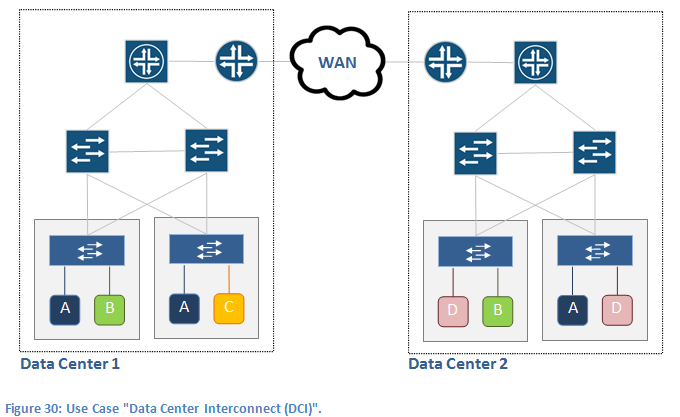 WAN
A
B
A
C
D
B
A
D
Data Center 1
Data Center 2
Figure 30: Use Case "Data Center Interconnect (DCI)".